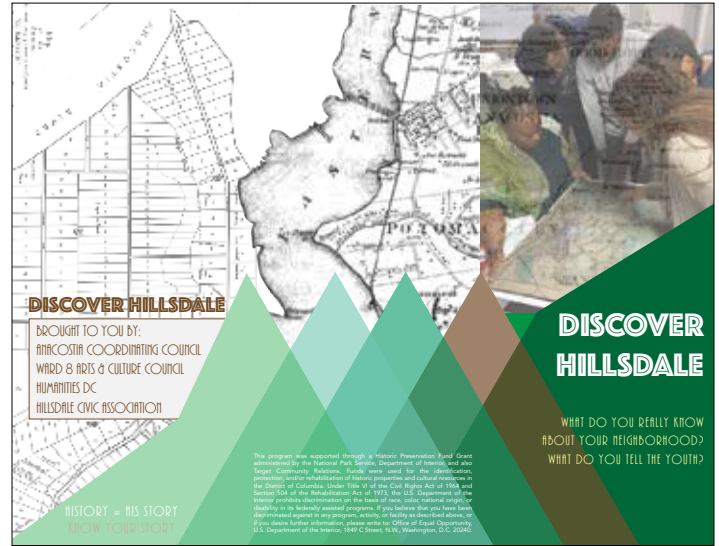 ANACOSTIA
UNIONTOWN
ANACOSTIA
POTOMA
DISCOVER HILLSDALE
BROUGHT TO YOU BY:
ANACOSTIA COORDINATING COUNCIL
WARD 8 ARTS & CULTURE COUNCIL
HUMANITIES DC
HILLSDALE CIVIC ASSOCIATION
HISTORY = HIS STORY
KNOW YOUR STORY
This program was supported through a Historic Preservation Fund Grant
administered by the National Park Service, Department of Interior, and also
Target Community Relations. Funds were used for the identification,
protection, and/or rehabilitation of historic properties and cultural resources in
the District of Columbia. Under Title VI of the Civil Rights Act of 1964 and
Section 504 of the Rehabilitation Act of 1973, the U.S. Department of the
Interior prohibits discrimination on the basis of race, color, national origin, or
disability in its federally assisted programs. If you believe that you have been
discriminated against in any program, activity, or facility as described above, or
if you desire further information, please write to: Office of Equal Opportunity,
U.S. Department of the Interior, 1849 C Street, N.W., Washington, D.C. 20240.
DISCOVER
HILLSDALE
WHAT DO YOU REALLY KNOW
ABOUT YOUR NEIGHBORHOOD?
WHAT DO YOU TELL THE YOUTH?